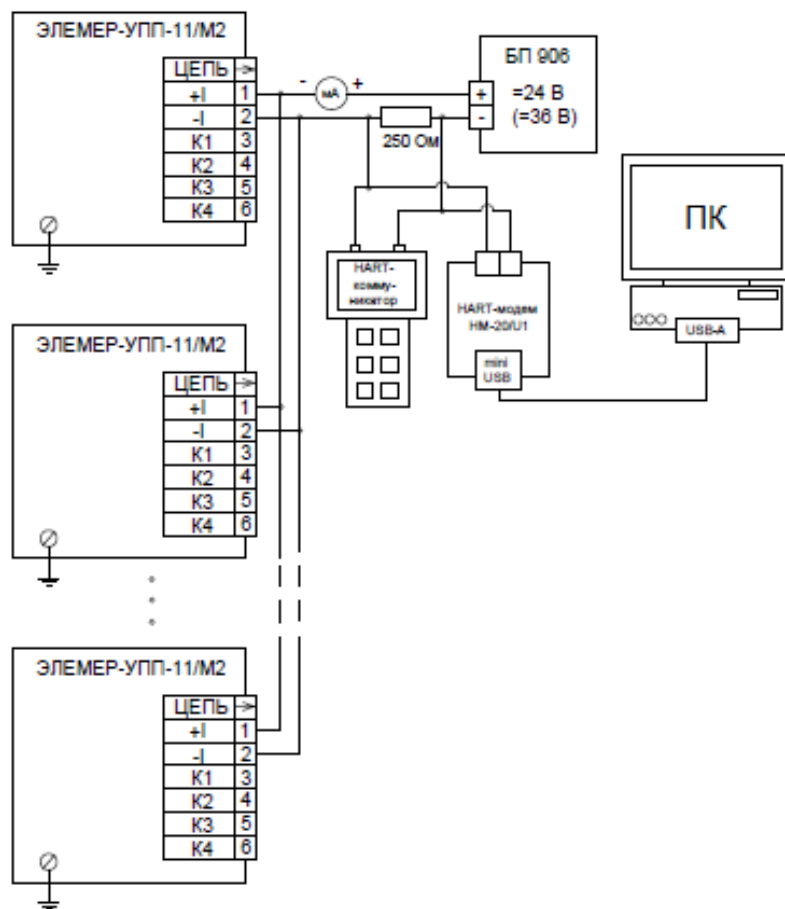 ЭЛЕМЕР-УПП-11/М2
ЦЕПЬ
+I 1
-I 2
К1 3
К2 4
К3 5
К4 6
- мА +
250 Ом
БП 906
+ =24 В
- (=36 В)
HART-
комму-
никатор
HART-модем
HM-20/U1
mini
USB
ПК
USB-A
ЭЛЕМЕР-УПП-11/М2
ЦЕПЬ
+I 1
-I 2
К1 3
К2 4
К3 5
К4 6
ЭЛЕМЕР-УПП-11/М2
ЦЕПЬ
+I 1
-I 2
К1 3
К2 4
К3 5
К4 6